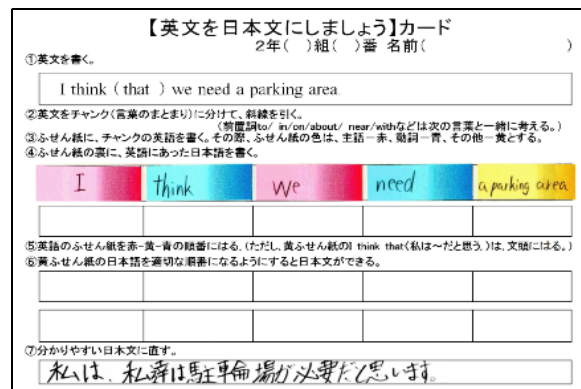 【英文を日本文にしましょう】カード
2年( )組( )番 名前( )
①英文を書く。
I think (that ) we need a parking area.
②英文をチャンク(言葉のまとまり)に分けて、斜線を引く。
(前置詞to/ in/on/about/ near/withなどは次の言葉と一緒に考える。)
③ふせん紙に、チャンクの英語を書く。その際、ふせん紙の色は、主語-赤、動詞-青、その他-黄とする。
④ふせん紙の裏に、英語にあった日本語を書く。
I think We need a parking area
⑤英語のふせん紙を赤-黄-青の順番にはる。(ただし、黄ふせん紙のI think that(私は~だと思う。)は、文頭にはる。)
⑥黄ふせん紙の日本語を適切な順番になるようにすると日本文ができる。
⑦分かりやすい日本文に直す。
私は、私達は駐車輪場が必要だと思います。